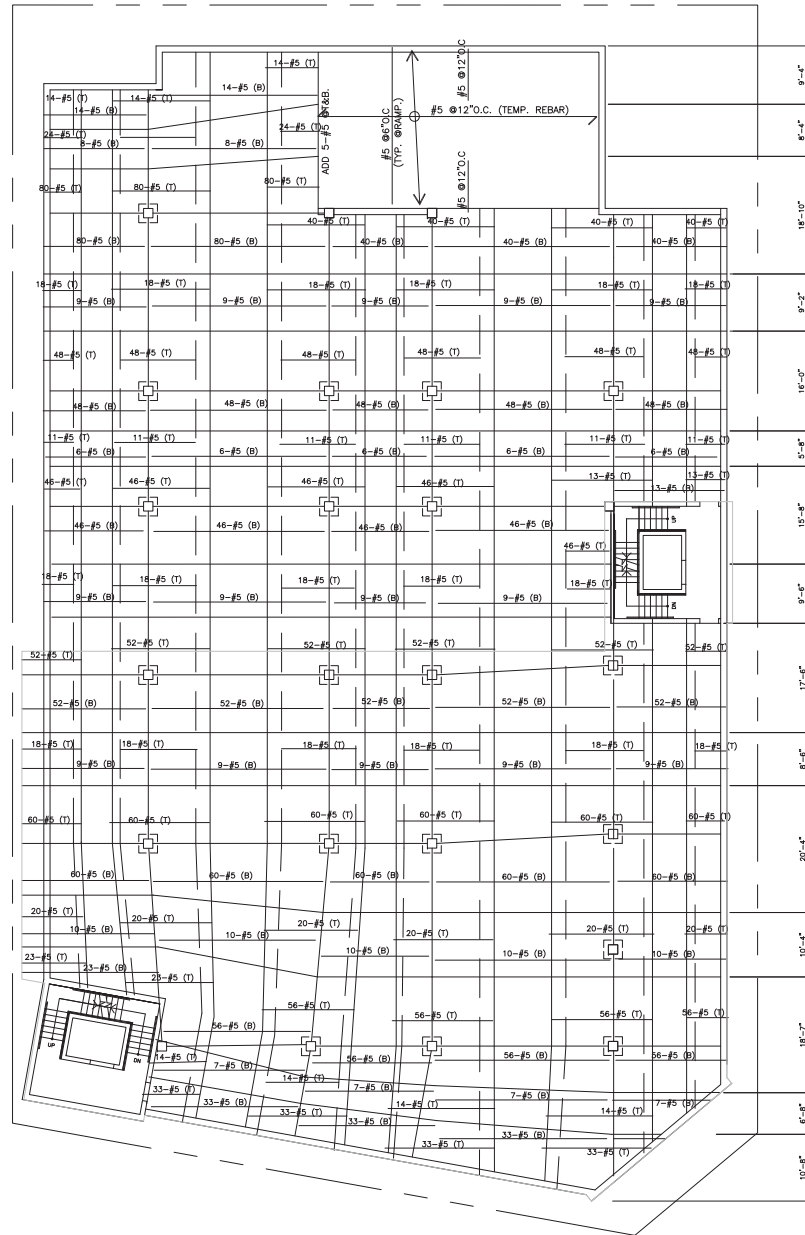 14-#5 (T)
14-#5 (T)
14-#5 (B)
14-#5 (B)
24-#5 (T)
24-#5 (T)
8-#5 (B)
8-#5 (B)
ADD 5-#5 @T&B.
#5 @6"O.C
(TYP. @RAMP.)
#5 @12"O.C
#5 @12"O.C. (TEMP. REBAR)
#5 @12"O.C
9'-4"
8'-4"
18'-10"
80-#5 (T)
80-#5 (T)
80-#5 (T)
40-#5 (T)
40-#5 (T)
40-#5 (T)
40-#5 (T)
80-#5 (B)
80-#5 (B)
40-#5 (B)
40-#5 (B)
40-#5 (B)
18-#5 (T)
18-#5 (T)
18-#5 (T)
18-#5 (T)
18-#5 (T)
18-#5 (T)
9-#5 (B)
9-#5 (B)
9-#5 (B)
9-#5 (B)
9-#5 (B)
9'-2"
48-#5 (T)
48-#5 (T)
48-#5 (T)
48-#5 (T)
48-#5 (T)
48-#5 (T)
16'-0"
48-#5 (B)
48-#5 (B)
48-#5 (B)
48-#5 (B)
48-#5 (B)
11-#5 (T)
11-#5 (T)
11-#5 (T)
11-#5 (T)
11-#5 (T)
11-#5 (T)
6-#5 (B)
6-#5 (B)
6-#5 (B)
6-#5 (B)
6-#5 (B)
5'-8"
46-#5 (T)
46-#5 (T)
46-#5 (T)
46-#5 (T)
13-#5 (T)
13-#5 (T)
13-#5 (B)
15'-8"
46-#5 (B)
46-#5 (B)
46-#5 (B)
46-#5 (B)
UP
46-#5 (T)
18-#5 (T)
18-#5 (T)
18-#5 (T)
18-#5 (T)
18-#5 (T)
9-#5 (B)
9-#5 (B)
9-#5 (B)
9-#5 (B)
DN
9'-6"
52-#5 (T)
52-#5 (T)
52-#5 (T)
52-#5 (T)
52-#5 (T)
52-#5 (T)
17'-6"
52-#5 (B)
52-#5 (B)
52-#5 (B)
52-#5 (B)
52-#5 (B)
18-#5 (T)
18-#5 (T)
18-#5 (T)
18-#5 (T)
18-#5 (T)
18-#5 (T)
9-#5 (B)
9-#5 (B)
9-#5 (B)
9-#5 (B)
9-#5 (B)
8'-6"
60-#5 (T)
60-#5 (T)
60-#5 (T)
60-#5 (T)
60-#5 (T)
60-#5 (T)
20'-4"
60-#5 (B)
60-#5 (B)
60-#5 (B)
60-#5 (B)
60-#5 (B)
20-#5 (T)
20-#5 (T)
20-#5 (T)
20-#5 (T)
20-#5 (T)
20-#5 (T)
10-#5 (B)
10-#5 (B)
10-#5 (B)
10-#5 (B)
10-#5 (B)
10'-4"
23-#5 (T)
23-#5 (B)
23-#5 (T)
56-#5 (T)
56-#5 (T)
56-#5 (T)
56-#5 (T)
18'-7"
UP
DN
56-#5 (B)
56-#5 (B)
56-#5 (B)
56-#5 (B)
14-#5 (T)
7-#5 (B)
14-#5 (T)
7-#5 (B)
7-#5 (B)
7-#5 (B)
6'-8"
33-#5 (T)
33-#5 (B)
33-#5 (B)
33-#5 (T)
14-#5 (T)
14-#5 (T)
33-#5 (B)
33-#5 (B)
33-#5 (T)
33-#5 (T)
10'-8"